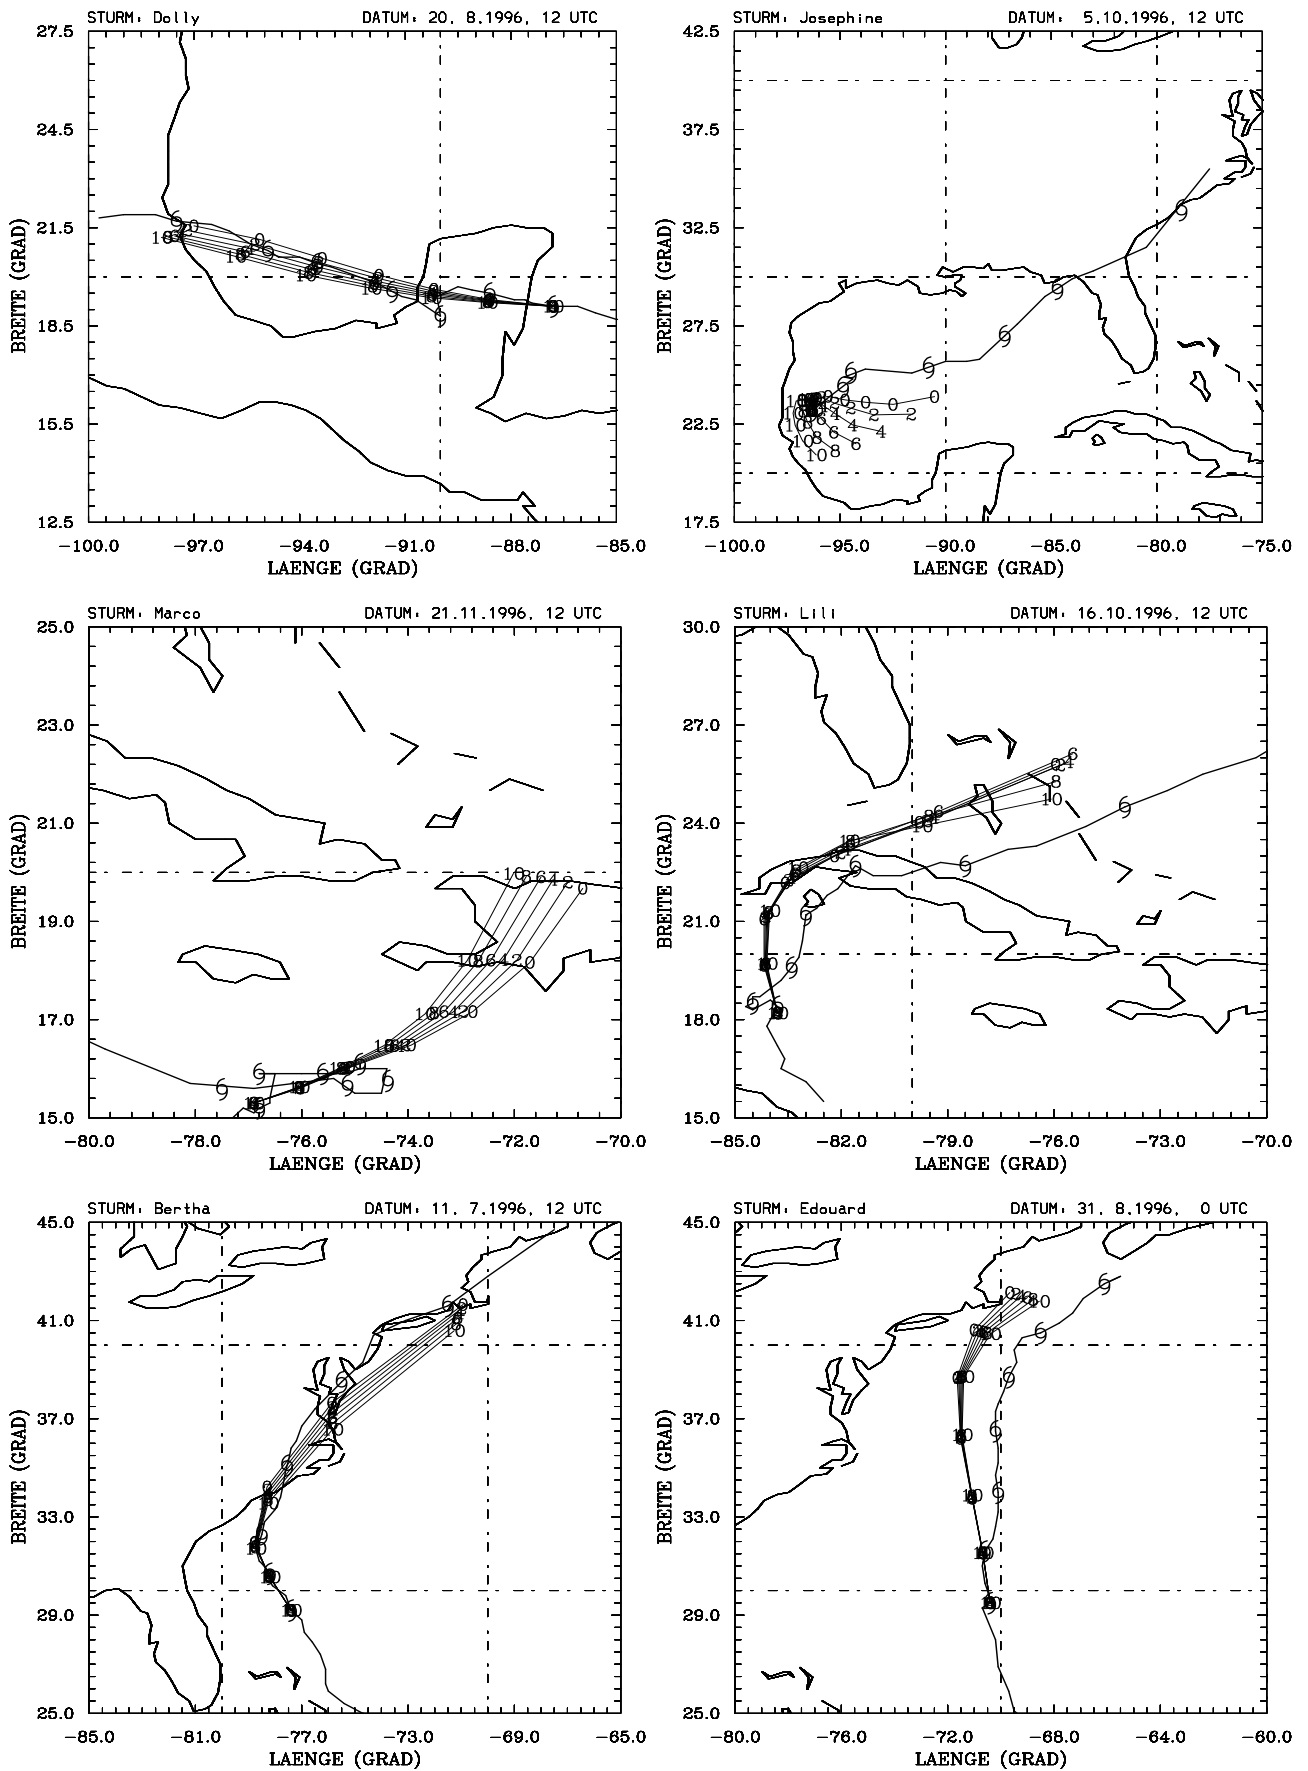 STURM: Dolly DATUM: 20. 8.1996, 12 UTC
27.5
24.5
21.5
18.5
15.5
12.5
BREITE (GRAD)
-100.0 -97.0 -94.0 -91.0 -88.0 -85.0
LAENGE (GRAD)
STURM: Josephine DATUM: 5.10.1996, 12 UTC
42.5
37.5
32.5
27.5
22.5
17.5
BREITE (GRAD)
-100.0 -95.0 -90.0 -85.0 -80.0 -75.0
LAENGE (GRAD)
STURM: Marco DATUM: 21.11.1996, 12 UTC
25.0
23.0
21.0
19.0
17.0
15.0
BREITE (GRAD)
10 8 6 4 2 0
-80.0 -78.0 -76.0 -74.0 -72.0 -70.0
LAENGE (GRAD)
STURM: Lili DATUM: 16.10.1996, 12 UTC
30.0
27.0
24.0
21.0
18.0
15.0
BREITE (GRAD)
-85.0 -82.0 -79.0 -76.0 -73.0 -70.0
LAENGE (GRAD)
STURM: Bertha DATUM: 11. 7.1996, 12 UTC
45.0
41.0
37.0
33.0
29.0
25.0
BREITE (GRAD)
-85.0 -81.0 -77.0 -73.0 -69.0 -65.0
LAENGE (GRAD)
STURM: Edouard DATUM: 31. 8.1996, 0 UTC
45.0
41.0
37.0
33.0
29.0
25.0
BREITE (GRAD)
-80.0 -76.0 -72.0 -68.0 -64.0 -60.0
LAENGE (GRAD)